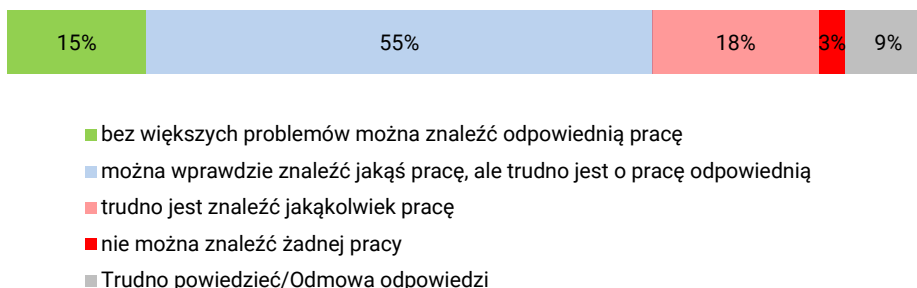 15% 55% 18% 3% 9%
bez większych problemów można znaleźć odpowiednią pracę
można wprawdzie znaleźć jakąś pracę, ale trudno jest o pracę odpowiednią
trudno jest znaleźć jakąkolwiek pracę
nie można znaleźć żadnej pracy
Trudno powiedzieć/Odmowa odpowiedzi